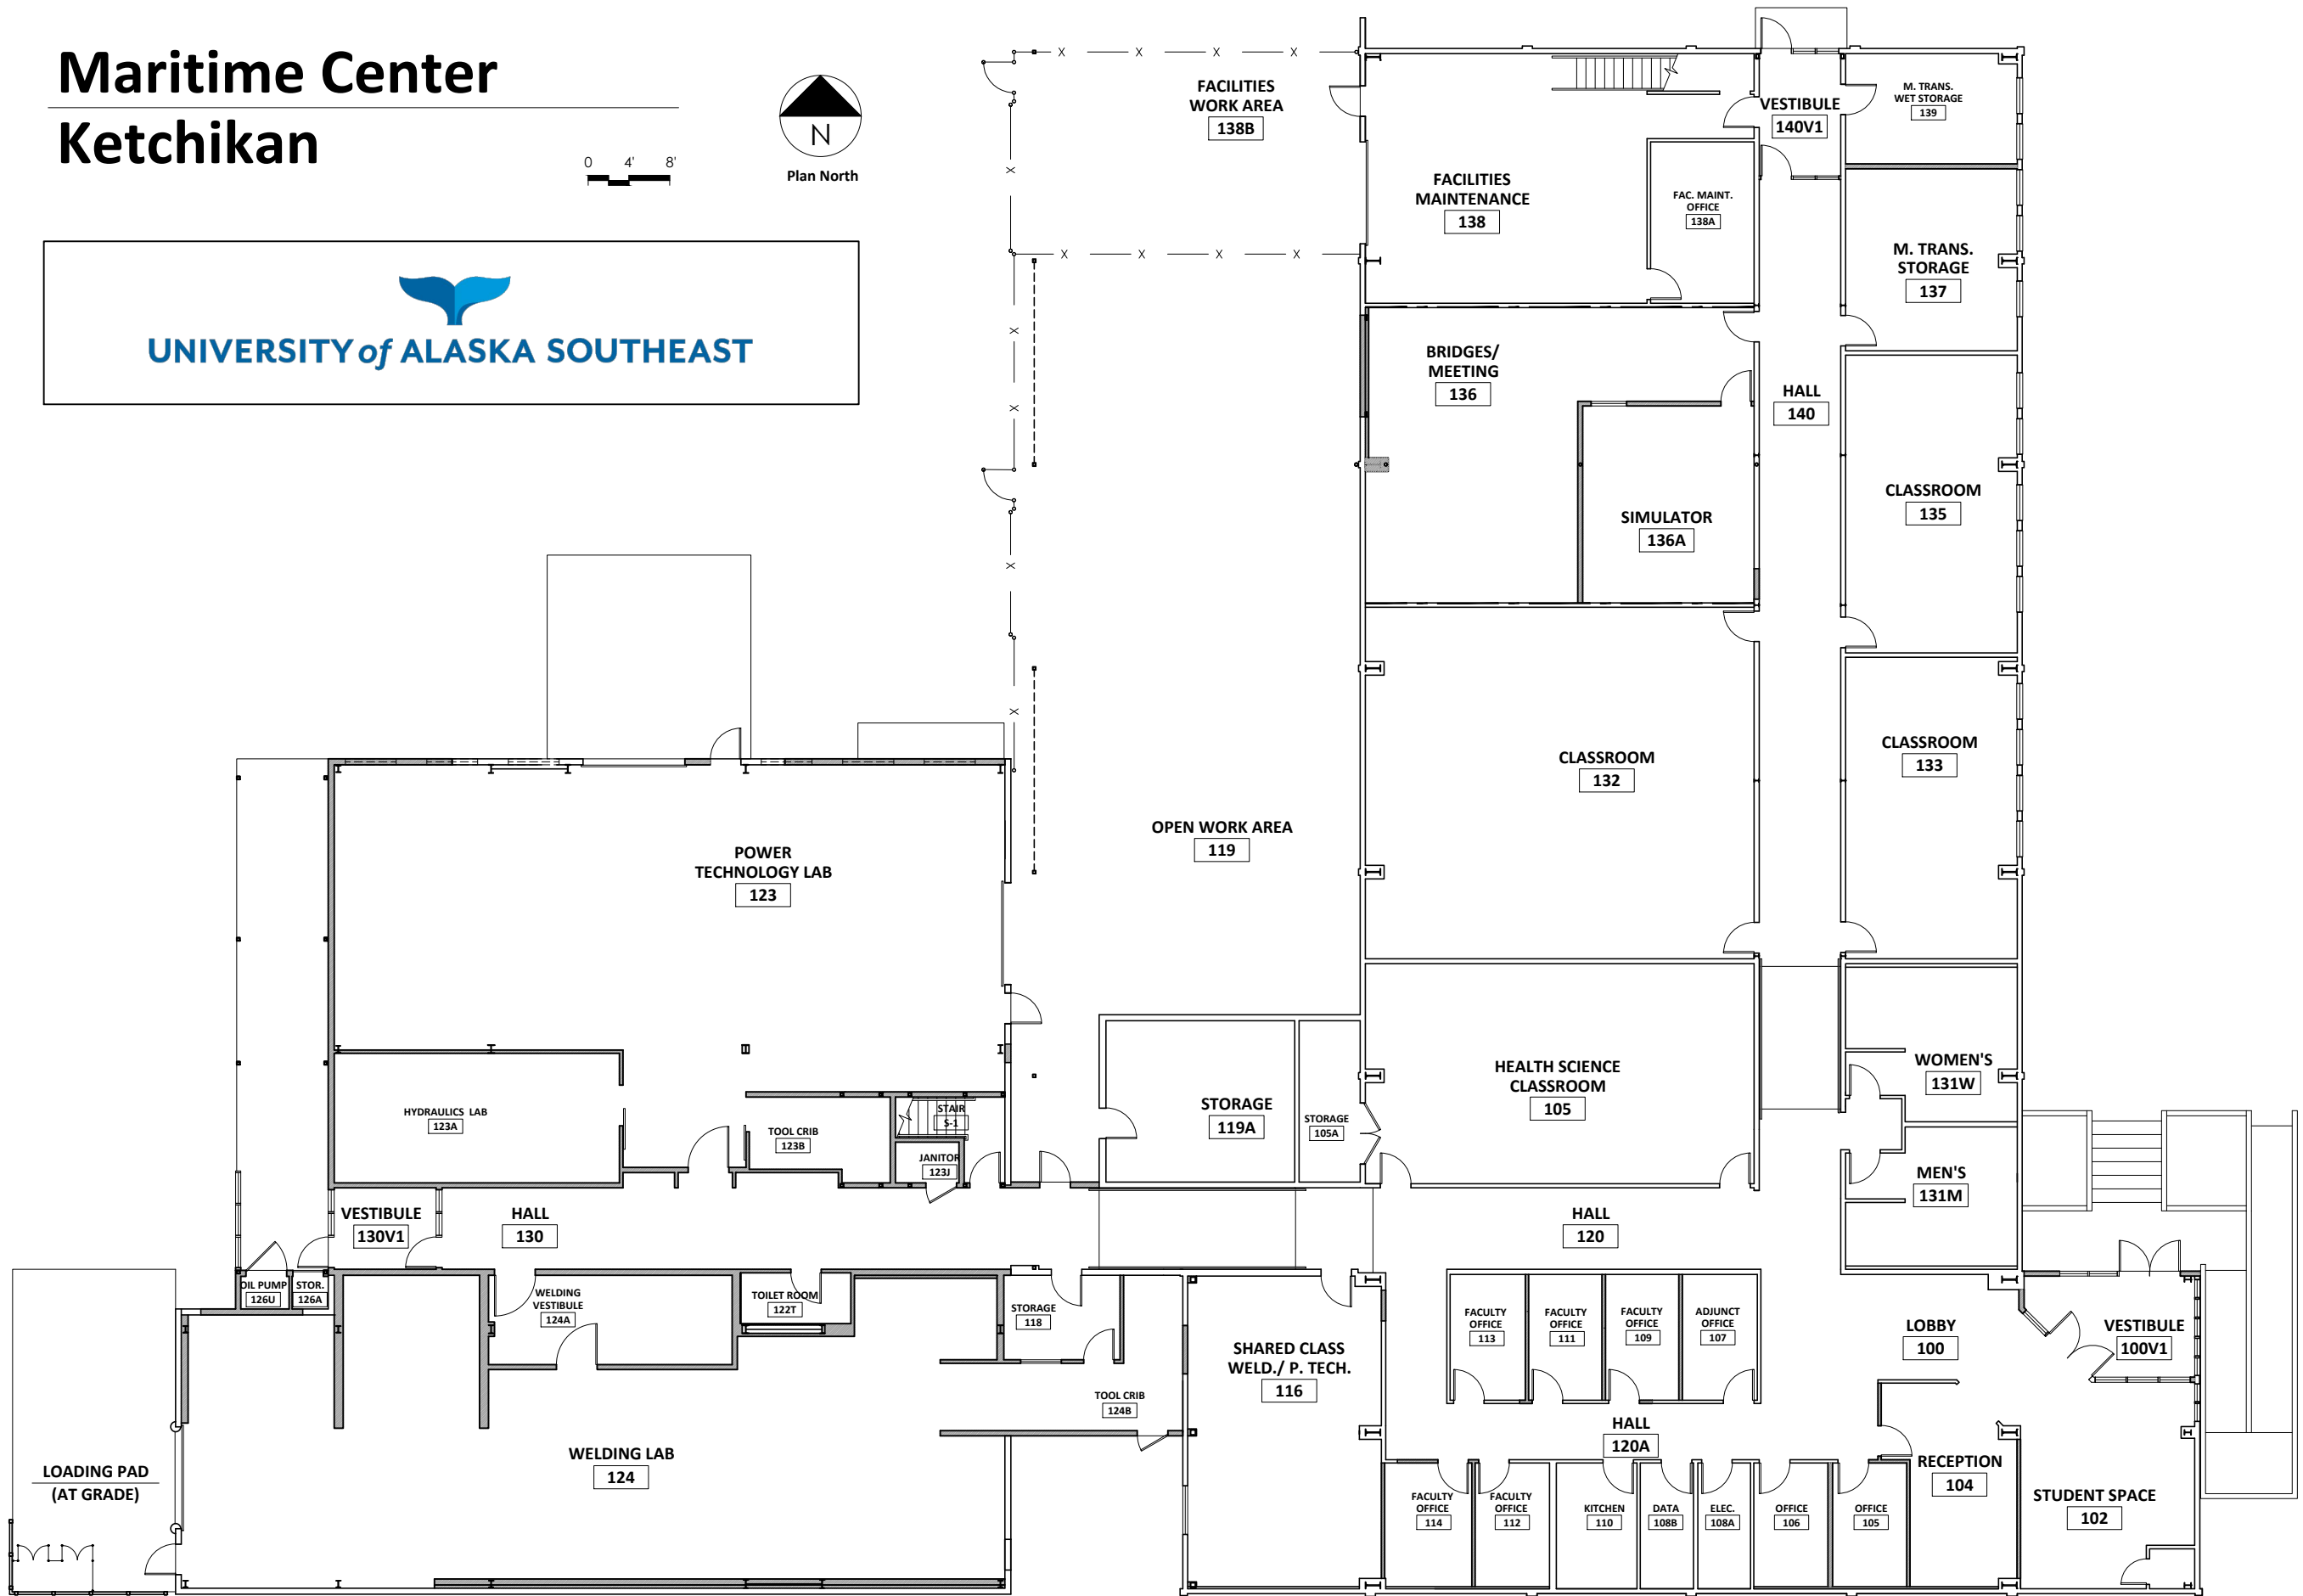 Maritime Center
Ketchikan
0 4' 8'
N
Plan North
UNIVERSITY of ALASKA SOUTHEAST
FACILITIES
WORK AREA
138B
FACILITIES
MAINTENANCE
138
FAC. MAINT.
OFFICE
138A
VESTIBULE
140V1
M. TRANS.
WET STORAGE
139
M. TRANS.
STORAGE
137
BRIDGES/
MEETING
136
HALL
140
SIMULATOR
136A
CLASSROOM
135
CLASSROOM
132
CLASSROOM
133
OPEN WORK AREA
119
POWER
TECHNOLOGY LAB
123
HYDRAULICS LAB
123A
TOOL CRIB
123B
STAIR
S-1
JANITOR
123J
STORAGE
119A
STORAGE
105A
HEALTH SCIENCE
CLASSROOM
105
WOMEN'S
131W
MEN'S
131M
VESTIBULE
130V1
HALL
130
HALL
120
OIL PUMP
126U
STOR.
126A
WELDING
VESTIBULE
124A
TOILET ROOM
122T
STORAGE
118
SHARED CLASS
WELD./ P. TECH.
116
FACULTY
OFFICE
113
FACULTY
OFFICE
111
FACULTY
OFFICE
109
ADJUNCT
OFFICE
107
LOBBY
100
VESTIBULE
100V1
TOOL CRIB
124B
HALL
120A
WELDING LAB
124
LOADING PAD
(AT GRADE)
FACULTY
OFFICE
114
FACULTY
OFFICE
112
KITCHEN
110
DATA
108B
ELEC.
108A
OFFICE
106
OFFICE
105
RECEPTION
104
STUDENT SPACE
102